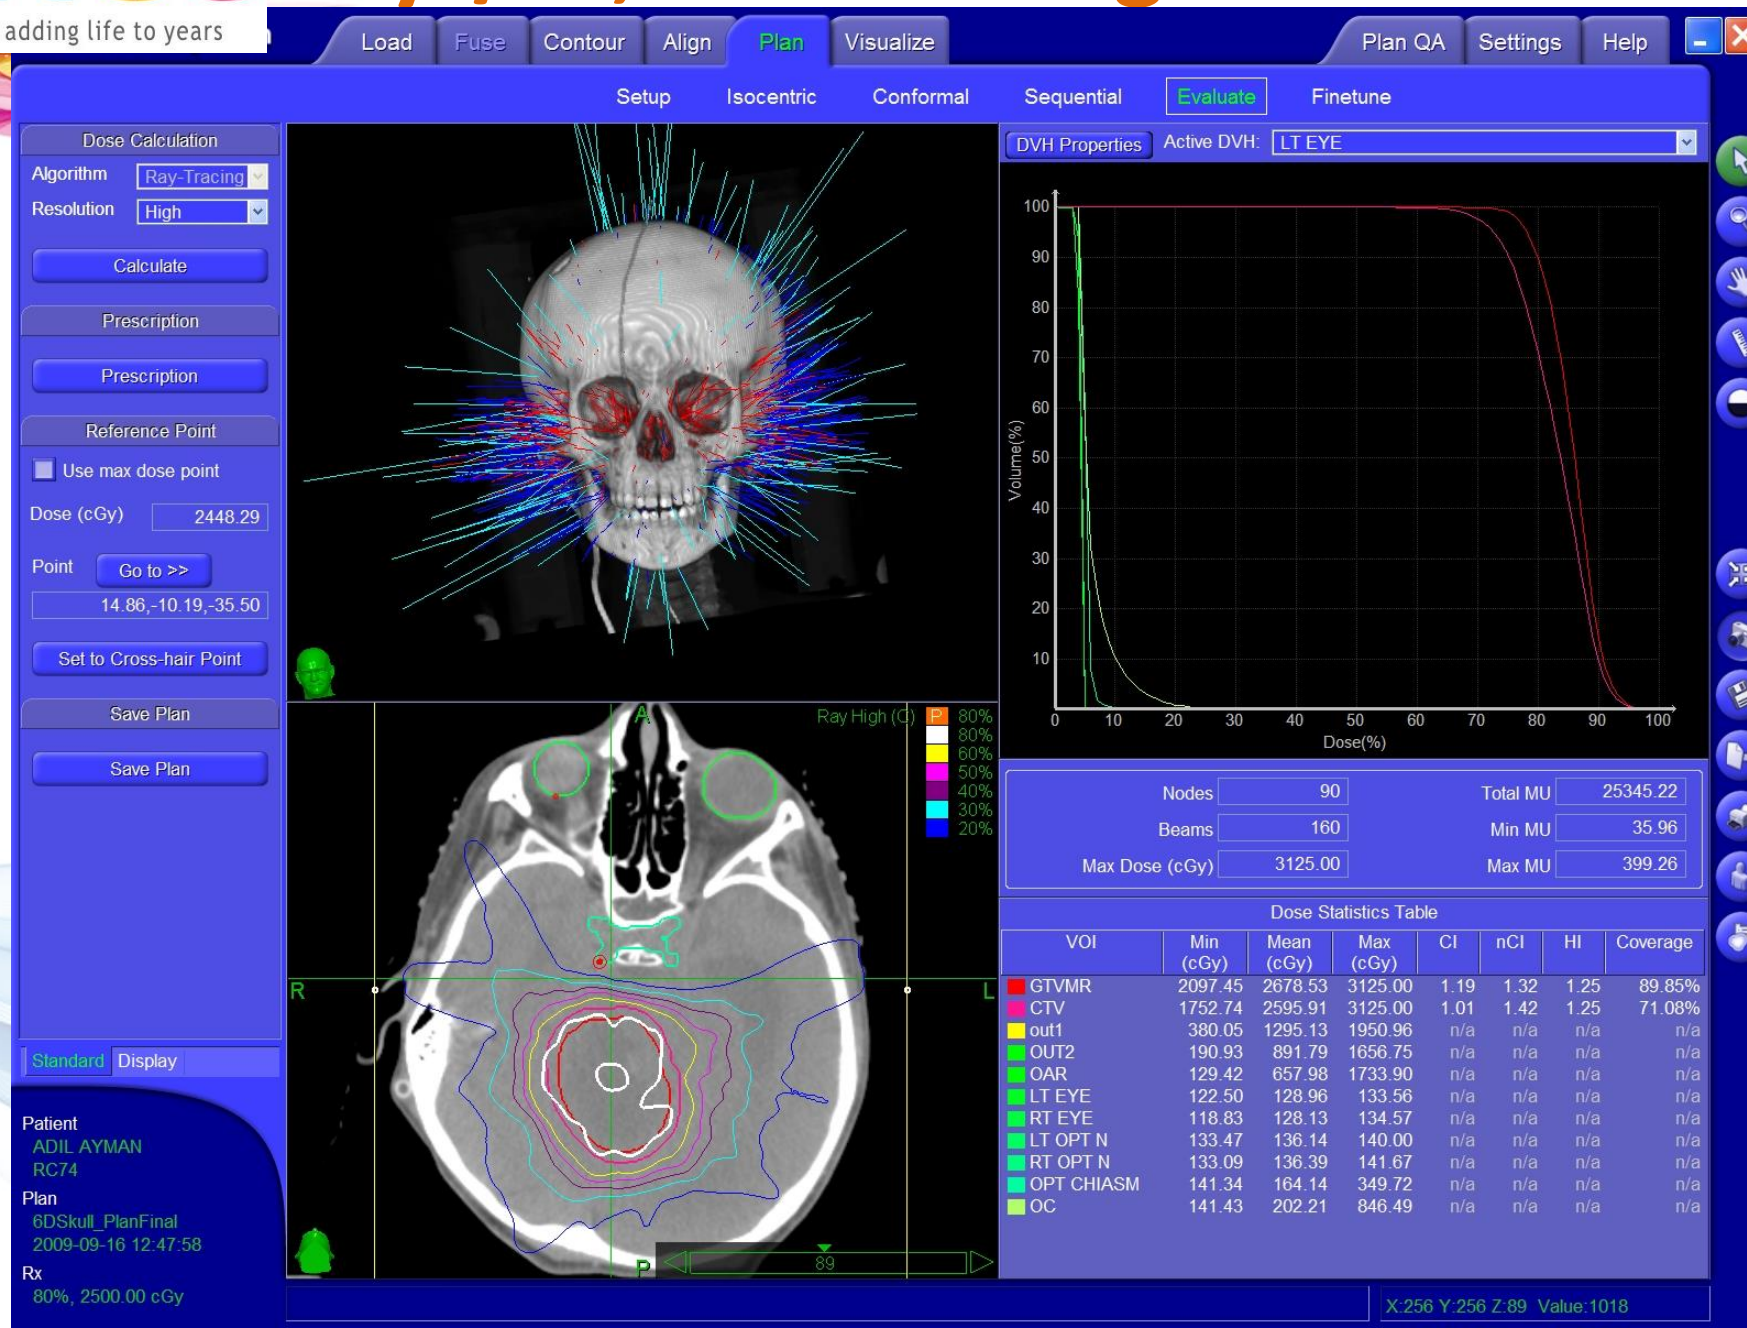 adding life to years
Load
Fuse
Contour
Align
Plan
Visualize
Plan QA
Settings
Help
Setup
Isocentric
Conformal
Sequential
Evaluate
Finetune
Dose Calculation
Algorithm Ray-Tracing
Resolution High
Calculate
Prescription
Prescription
Reference Point
Use max dose point
Dose (cGy) 2448.29
Point Go to >>
14.86,-10.19,-35.50
Set to Cross-hair Point
Save Plan
Save Plan
Standard Display
Patient
ADIL AYMAN
RC74
Plan
6DSkull_PlanFinal
2009-09-16 12:47:58
Rx
80%, 2500.00 cGy
A
R
L
P
Ray High (C) P 80%
80%
60%
50%
40%
30%
20%
89
DVH Properties Active DVH: LT EYE
100
90
80
70
60
50
40
30
20
10
Volume(%)
0 10 20 30 40 50 60 70 80 90 100
Dose(%)
Nodes 90 Total MU 25345.22
Beams 160 Min MU 35.96
Max Dose (cGy) 3125.00 Max MU 399.26
Dose Statistics Table
VOI Min (cGy) Mean (cGy) Max (cGy) CI nCI HI Coverage
GTVMR 2097.45 2678.53 3125.00 1.19 1.32 1.25 89.85%
CTV 1752.74 2595.91 3125.00 1.01 1.42 1.25 71.08%
out1 380.05 1295.13 1950.96 n/a n/a n/a n/a
OUT2 190.93 891.79 1656.75 n/a n/a n/a n/a
OAR 129.42 657.98 1733.90 n/a n/a n/a n/a
LT EYE 122.50 128.96 133.56 n/a n/a n/a n/a
RT EYE 118.83 128.13 134.57 n/a n/a n/a n/a
LT OPT N 133.47 136.14 140.00 n/a n/a n/a n/a
RT OPT N 133.09 136.39 141.67 n/a n/a n/a n/a
OPT CHIASM 141.34 164.14 349.72 n/a n/a n/a n/a
OC 141.43 202.21 846.49 n/a n/a n/a n/a
X:256 Y:256 Z:89 Value:1018